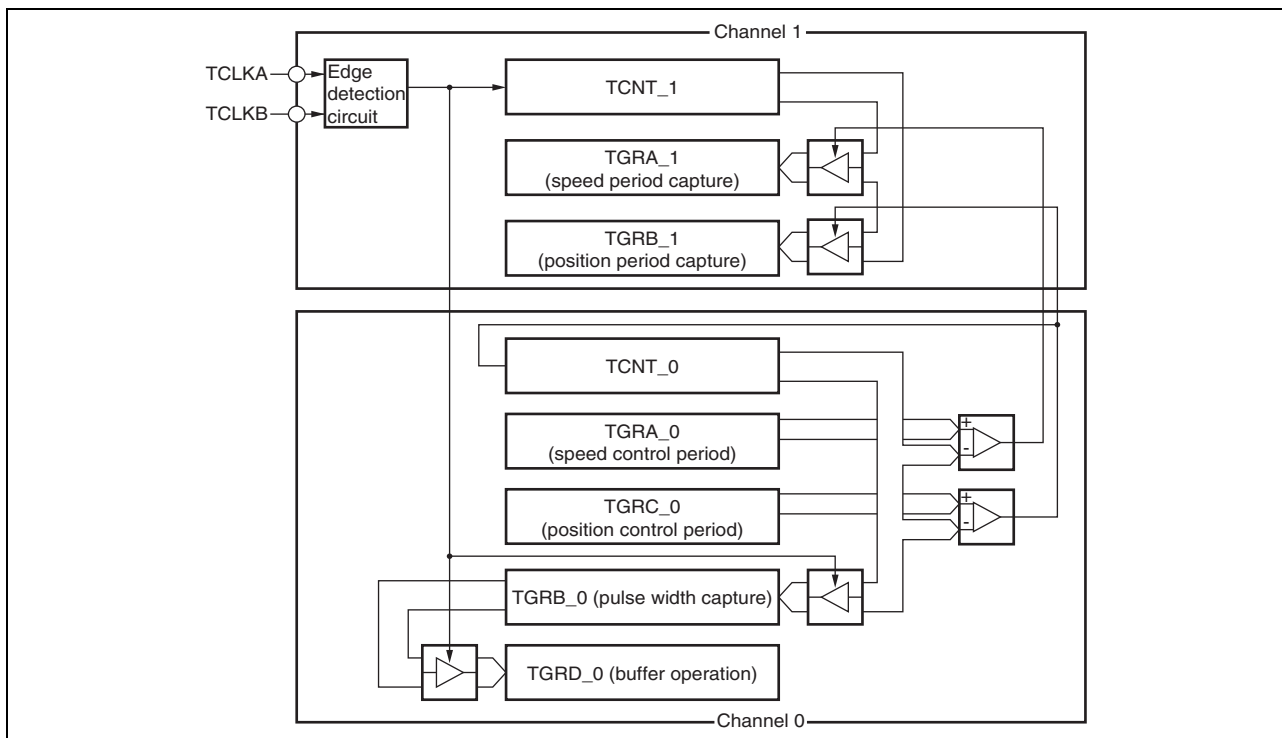 Channel 1
TCLKA
TCLKB
Edge
detection
circuit
TCNT_1
TGRA_1
(speed period capture)
TGRB_1
(position period capture)
TCNT_0
TGRA_0
(speed control period)
+
-
TGRC_0
(position control period)
+
-
TGRB_0 (pulse width capture)
TGRD_0 (buffer operation)
Channel 0